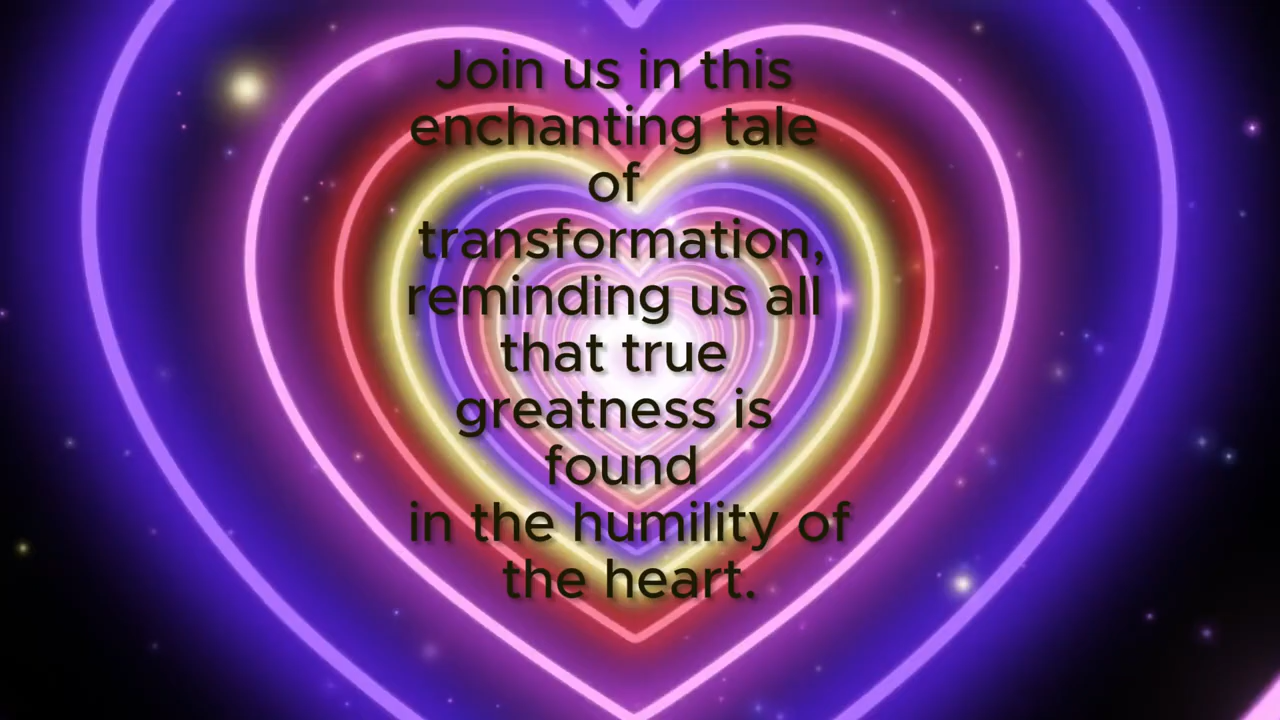 Join us in this
enchanting tale
of
transformation,
reminding us all
that true
greatness is
found
in the humility of
the heart.